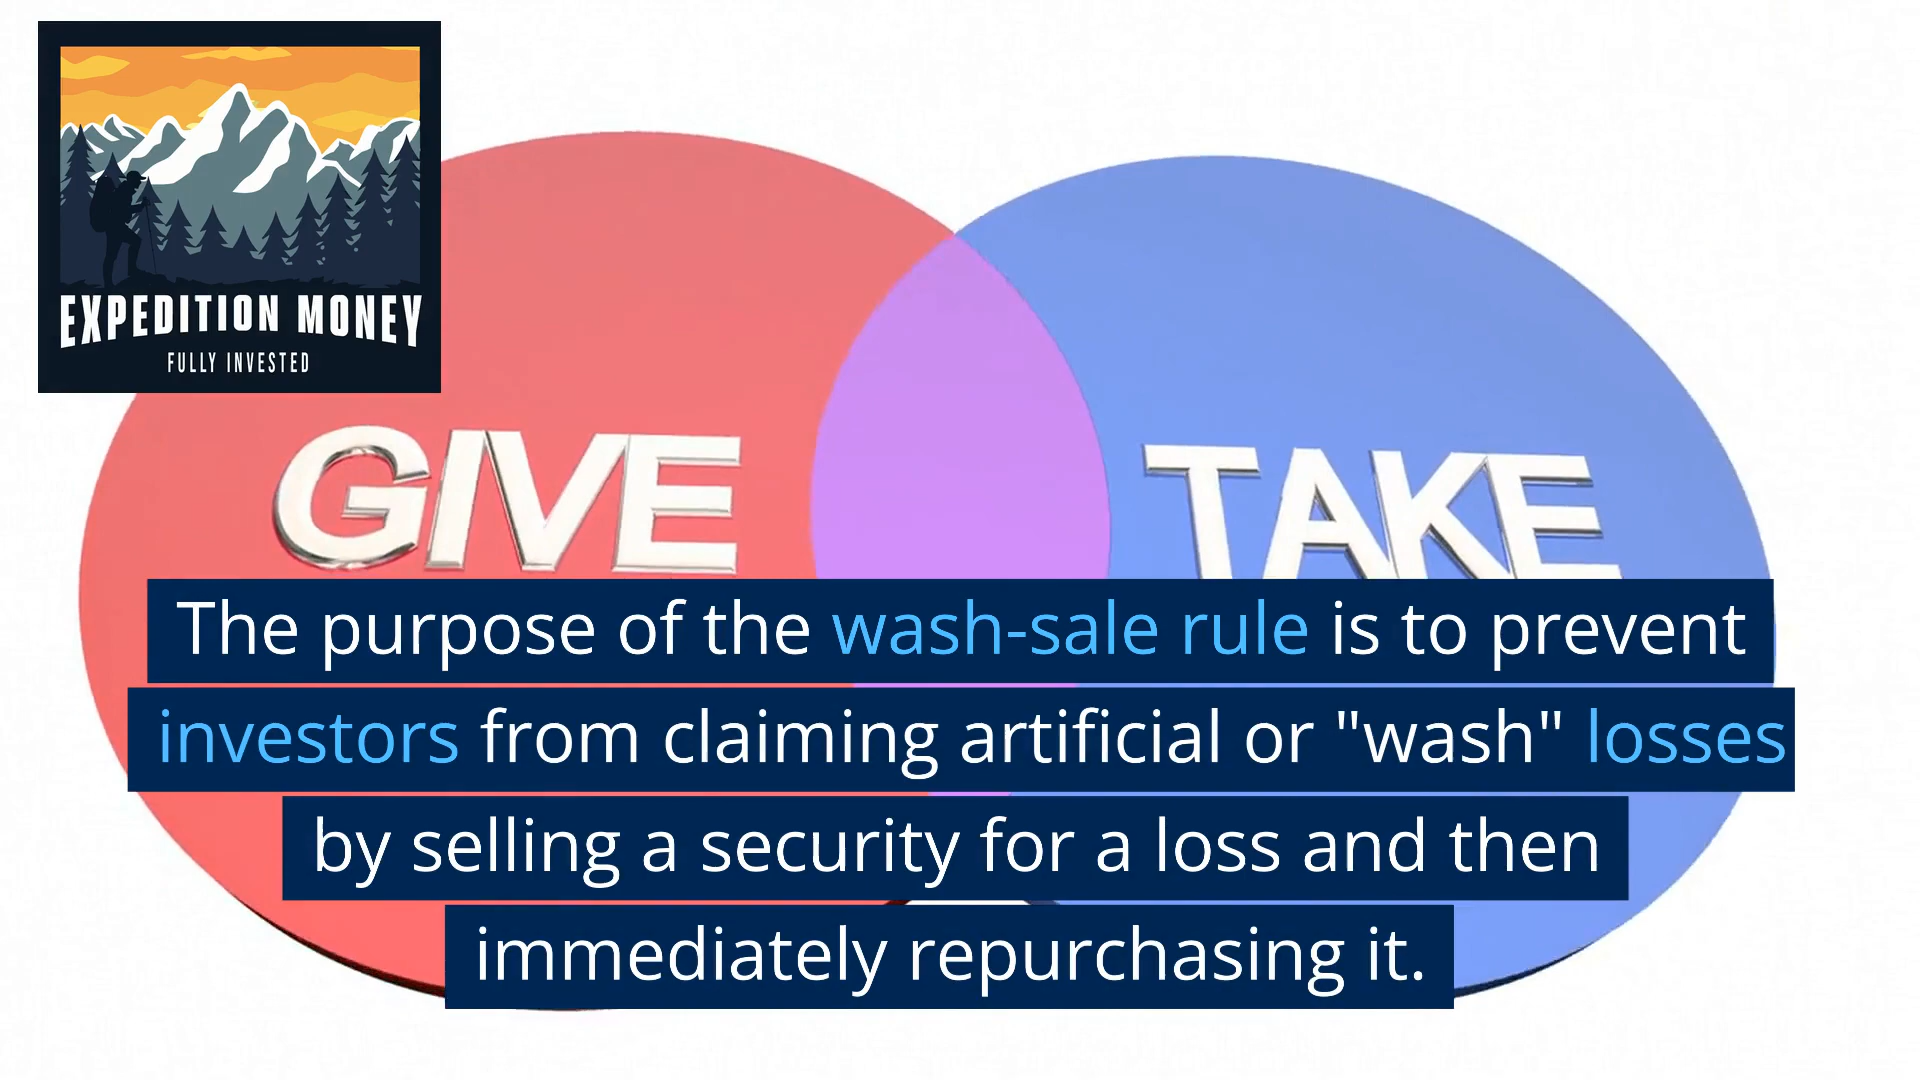 EXPEDITION MONEY
FULLY INVESTED
GIVE
TAKE
The purpose of the wash-sale rule is to prevent
investors from claiming artificial or "wash" losses
by selling a security for a loss and then
immediately repurchasing it.